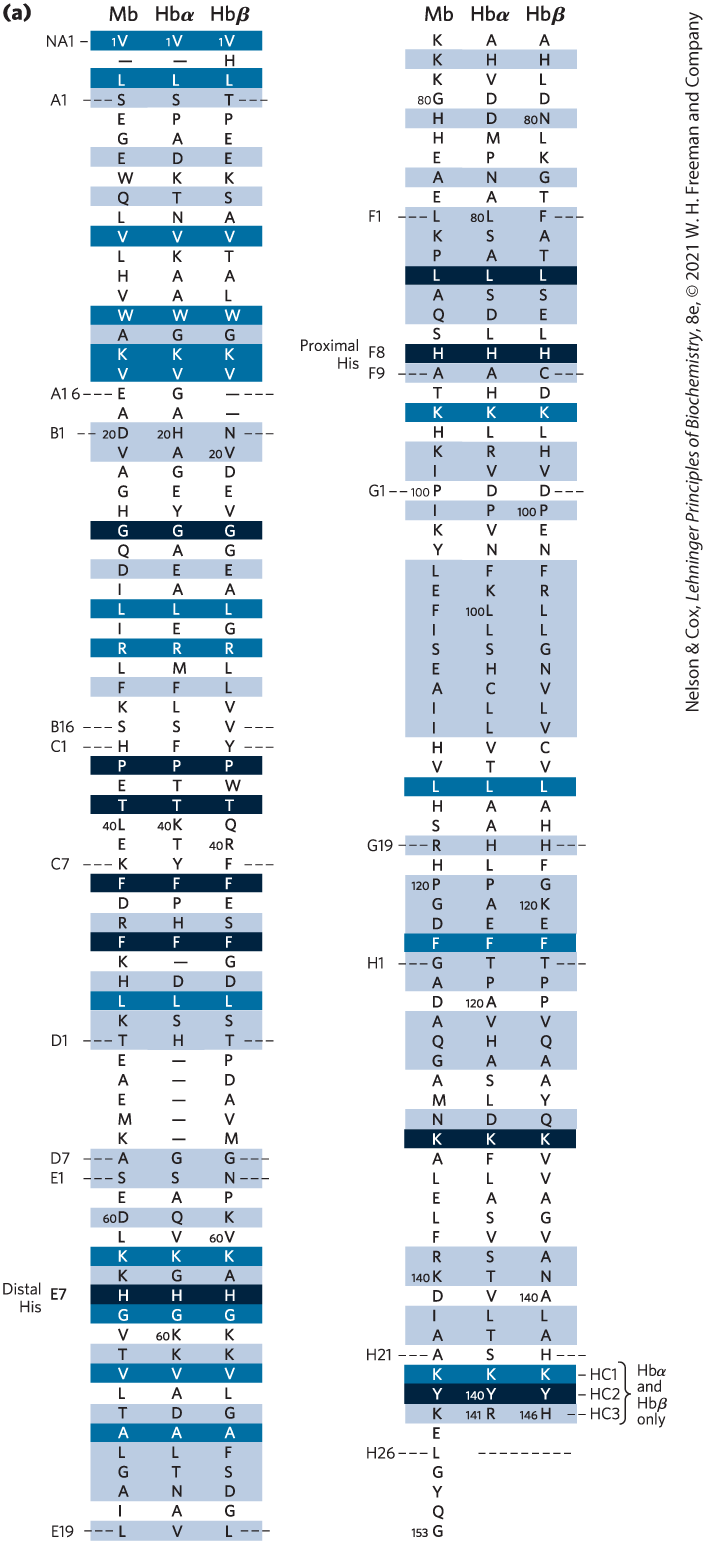 (a)
Mb Hbα Hbβ
NA1 1V 1V 1V
— — H
L L L
A1 S S T
E P P
G A E
E D E
W K K
Q T S
L N A
V V V
L K T
H A A
V A L
W W W
A G G
K K K
V V V
A16 E G —
A A —
B1 20D 20H N
V A 20V
A G D
G E E
H Y V
G G G
Q A G
D E E
I A A
L L L
I E G
R R R
L M L
F F L
K L V
B16 S S V
C1 H F Y
P P P
E T W
T T T
40L 40K Q
E T 40R
C7 K Y F
F F F
D P E
R H S
F F F
K — G
H D D
L L L
K S S
D1 T H T
E — P
A — D
E — A
M — V
K — M
D7 A G G
E1 S S N
E A P
60D Q K
L V 60V
K K K
K G A
Distal His E7 H H H
G G G
V 60K K
T K K
V V V
L A L
T D G
A A A
L L F
G T S
A N D
I A G
E19 L V L
Mb Hbα Hbβ
K A A
K H H
K V L
80G D D
H D 80N
H M L
E P K
A N G
E A T
F1 L 80L F
K S A
P A T
L L L
A S S
Q D E
S L L
Proximal His F8 H H H
F9 A A C
T H D
K K K
H L L
K R H
I V V
G1 100P D D
I P 100P
K V E
Y N N
L F F
E K R
F 100L L
I L L
S S G
E H N
A C V
I L L
I L V
H V C
V T V
L L L
H A A
S A H
G19 R H H
H L F
120P P G
G A 120K
D E E
F F F
H1 G T T
A P P
D 120A P
A V V
Q H Q
G A A
A S A
M L Y
N D Q
K K K
A F V
L L V
E A A
L S G
F V V
R S A
140K T N
D V 140A
I L L
A T A
H21 A S H
K K K HC1
Y 140Y Y HC2
K 141R 146H HC3
Hbα and Hbβ only
E
H26 L
G
Y
Q
153G
Nelson & Cox, Lehninger Principles of Biochemistry, 8e, © 2021 W. H. Freeman and Company